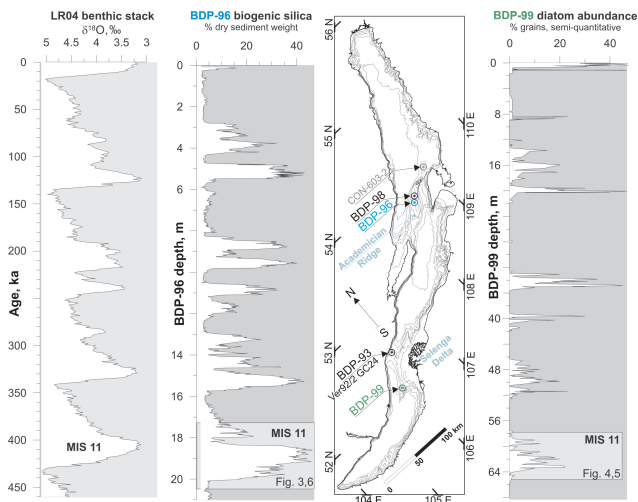 LR04 benthic stack
δ¹⁸O, ‰
5 4.5 4 3.5 3
Age, ka
0
50
100
150
200
250
300
350
400
450
MIS 11
BDP-96 biogenic silica
% dry sediment weight
0 20 40
BDP-96 depth, m
0
2
4
6
8
10
12
14
16
18
20
MIS 11
Fig. 3,6
56 N
55 N
54 N
53 N
52 N
110 E
109 E
108 E
107 E
106 E
105 E
104 E
CON-603-2
BDP-98
BDP-96
Academician
Ridge
N
S
BDP-93
Ver92/2 GC24
Selenga
Delta
BDP-99
0 50 100 km
BDP-99 diatom abundance
% grains, semi-quantitative
0 20 40
BDP-99 depth, m
0
8
16
24
32
40
48
56
64
MIS 11
Fig. 4,5